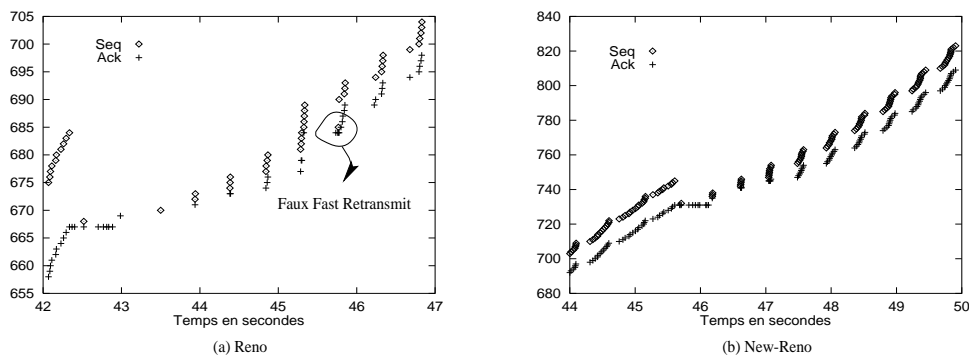 705
700
695
690
685
680
675
670
665
660
655
Seq
Ack
Faux Fast Retransmit
42 43 44 45 46 47
Temps en secondes
(a) Reno
840
820
800
780
760
740
720
700
680
Seq
Ack
44 45 46 47 48 49 50
Temps en secondes
(b) New-Reno